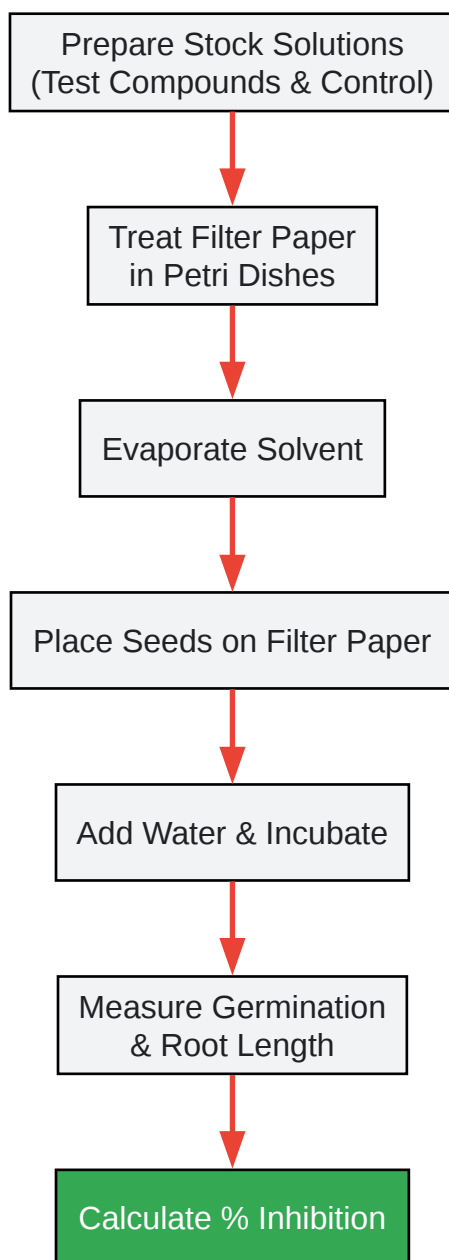 Prepare Stock Solutions
(Test Compounds & Control)
Treat Filter Paper
in Petri Dishes
Evaporate Solvent
Place Seeds on Filter Paper
Add Water & Incubate
Measure Germination
& Root Length
Calculate % Inhibition